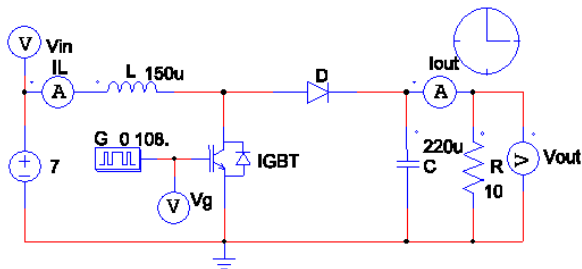 V Vin
IL
A
L 150u
D
Iout
A
G 0 108.
IGBT
7
V Vg
220u
C
R
10
V
Vout